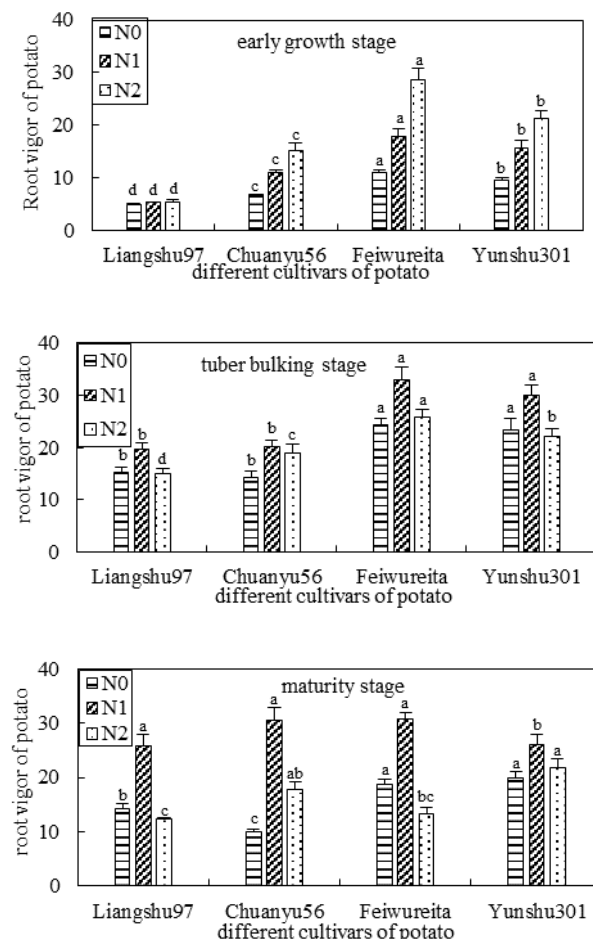 40
early growth stage
N0
N1
N2
30
20
10
0
Root vigor of potato
d d d
c c c
a a a
b b b
Liangshu97 Chuanyu56 Feiwureita Yunshu301
different cultivars of potato
40
tuber bulking stage
N0
N1
N2
30
20
10
0
root vigor of potato
b b d
b b c
a a a
a a b
Liangshu97 Chuanyu56 Feiwureita Yunshu301
different cultivars of potato
40
maturity stage
N0
N1
N2
30
20
10
0
root vigor of potato
b a c
c a ab
a a bc
a b a
Liangshu97 Chuanyu56 Feiwureita Yunshu301
different cultivars of potato